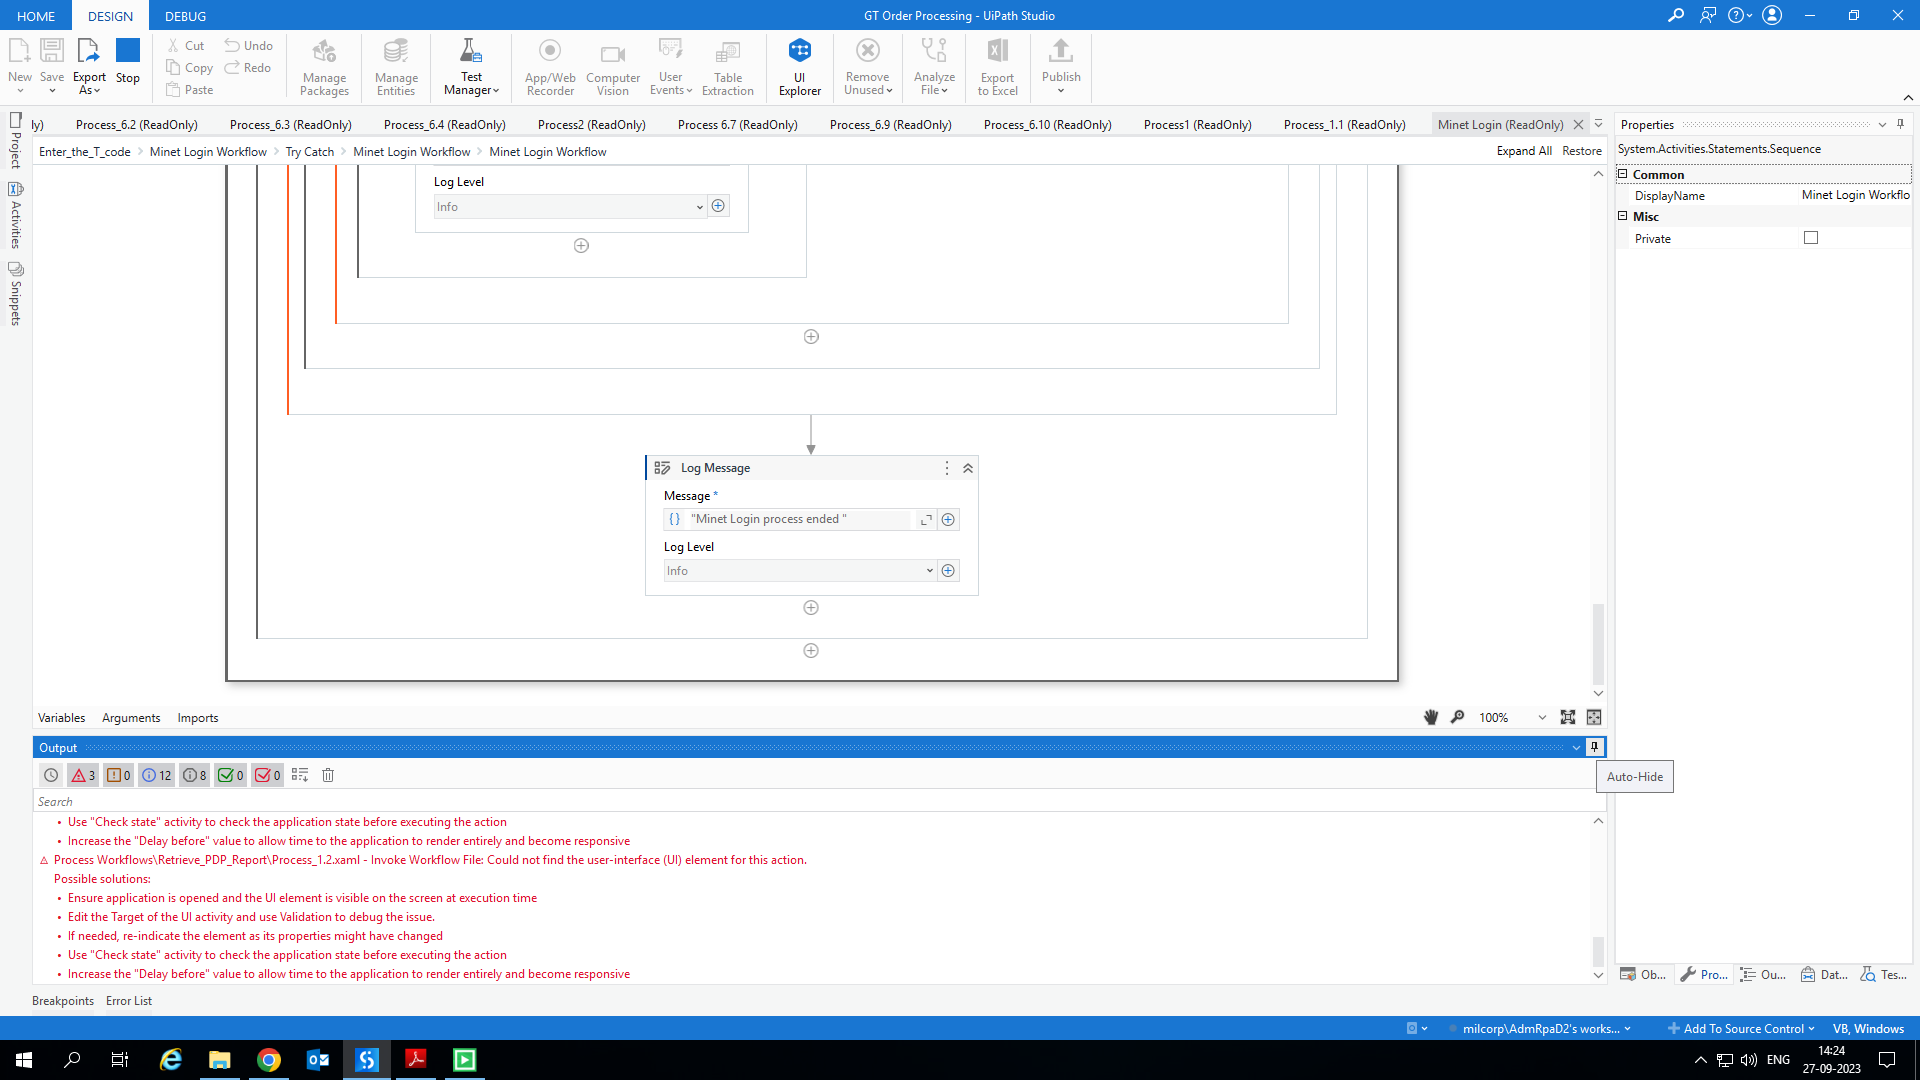 HOME
DESIGN
DEBUG
GT Order Processing - UiPath Studio
New
Save
Export As
Stop
Cut
Copy
Paste
Undo
Redo
Manage Packages
Manage Entities
Test Manager
App/Web Recorder
Computer Vision
User Events
Table Extraction
UI Explorer
Remove Unused
Analyze File
Export to Excel
Publish
ly)
Process_6.2 (ReadOnly)
Process_6.3 (ReadOnly)
Process_6.4 (ReadOnly)
Process2 (ReadOnly)
Process 6.7 (ReadOnly)
Process_6.9 (ReadOnly)
Process_6.10 (ReadOnly)
Process1 (ReadOnly)
Process_1.1 (ReadOnly)
Minet Login (ReadOnly)
Properties
Project
Activities
Snippets
Enter_the_T_code
Minet Login Workflow
Try Catch
Minet Login Workflow
Minet Login Workflow
Expand All
Restore
System.Activities.Statements.Sequence
Common
DisplayName
Minet Login Workflo
Misc
Private
Log Level
Info
Log Message
Message *
{ } "Minet Login process ended "
Log Level
Info
Variables
Arguments
Imports
100%
Output
3
0
12
8
0
0
Auto-Hide
Search
• Use "Check state" activity to check the application state before executing the action
• Increase the "Delay before" value to allow time to the application to render entirely and become responsive
Process Workflows\Retrieve_PDP_Report\Process_1.2.xaml - Invoke Workflow File: Could not find the user-interface (UI) element for this action.
Possible solutions:
• Ensure application is opened and the UI element is visible on the screen at execution time
• Edit the Target of the UI activity and use Validation to debug the issue.
• If needed, re-indicate the element as its properties might have changed
• Use "Check state" activity to check the application state before executing the action
• Increase the "Delay before" value to allow time to the application to render entirely and become responsive
Ob...
Pro...
Ou...
Dat...
Tes...
Breakpoints
Error List
milcorp\AdmRpaD2's works...
Add To Source Control
VB, Windows
ENG
14:24
27-09-2023